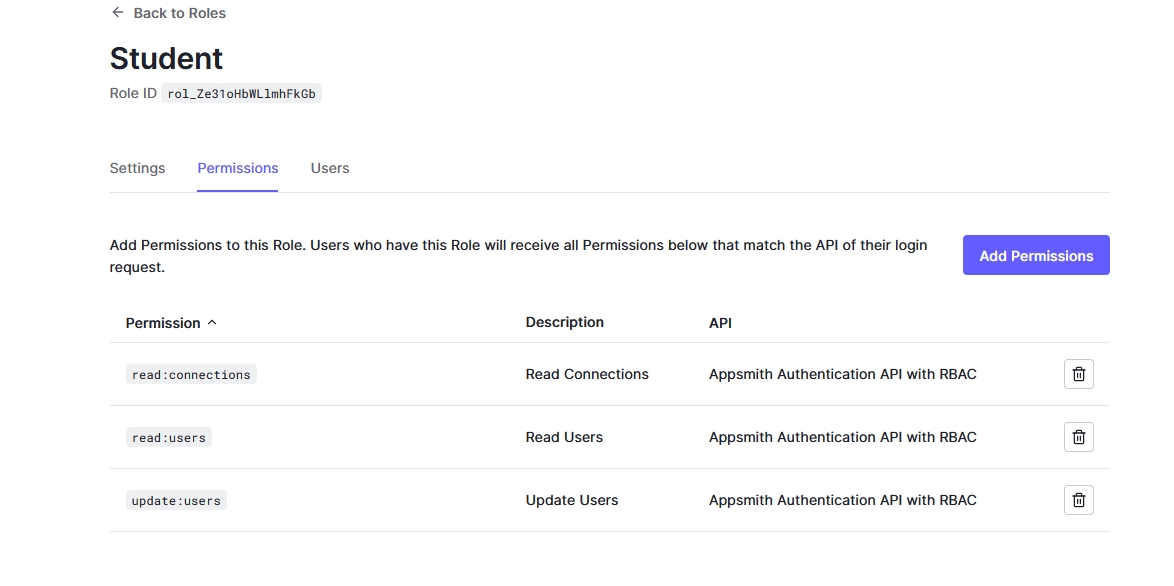 Back to Roles
Student
Role ID rol_Ze31oHbWLlmhFkGb
Settings Permissions Users
Add Permissions to this Role. Users who have this Role will receive all Permissions below that match the API of their login
request.
Add Permissions
Permission Description API
read:connections Read Connections Appsmith Authentication API with RBAC
read:users Read Users Appsmith Authentication API with RBAC
update:users Update Users Appsmith Authentication API with RBAC